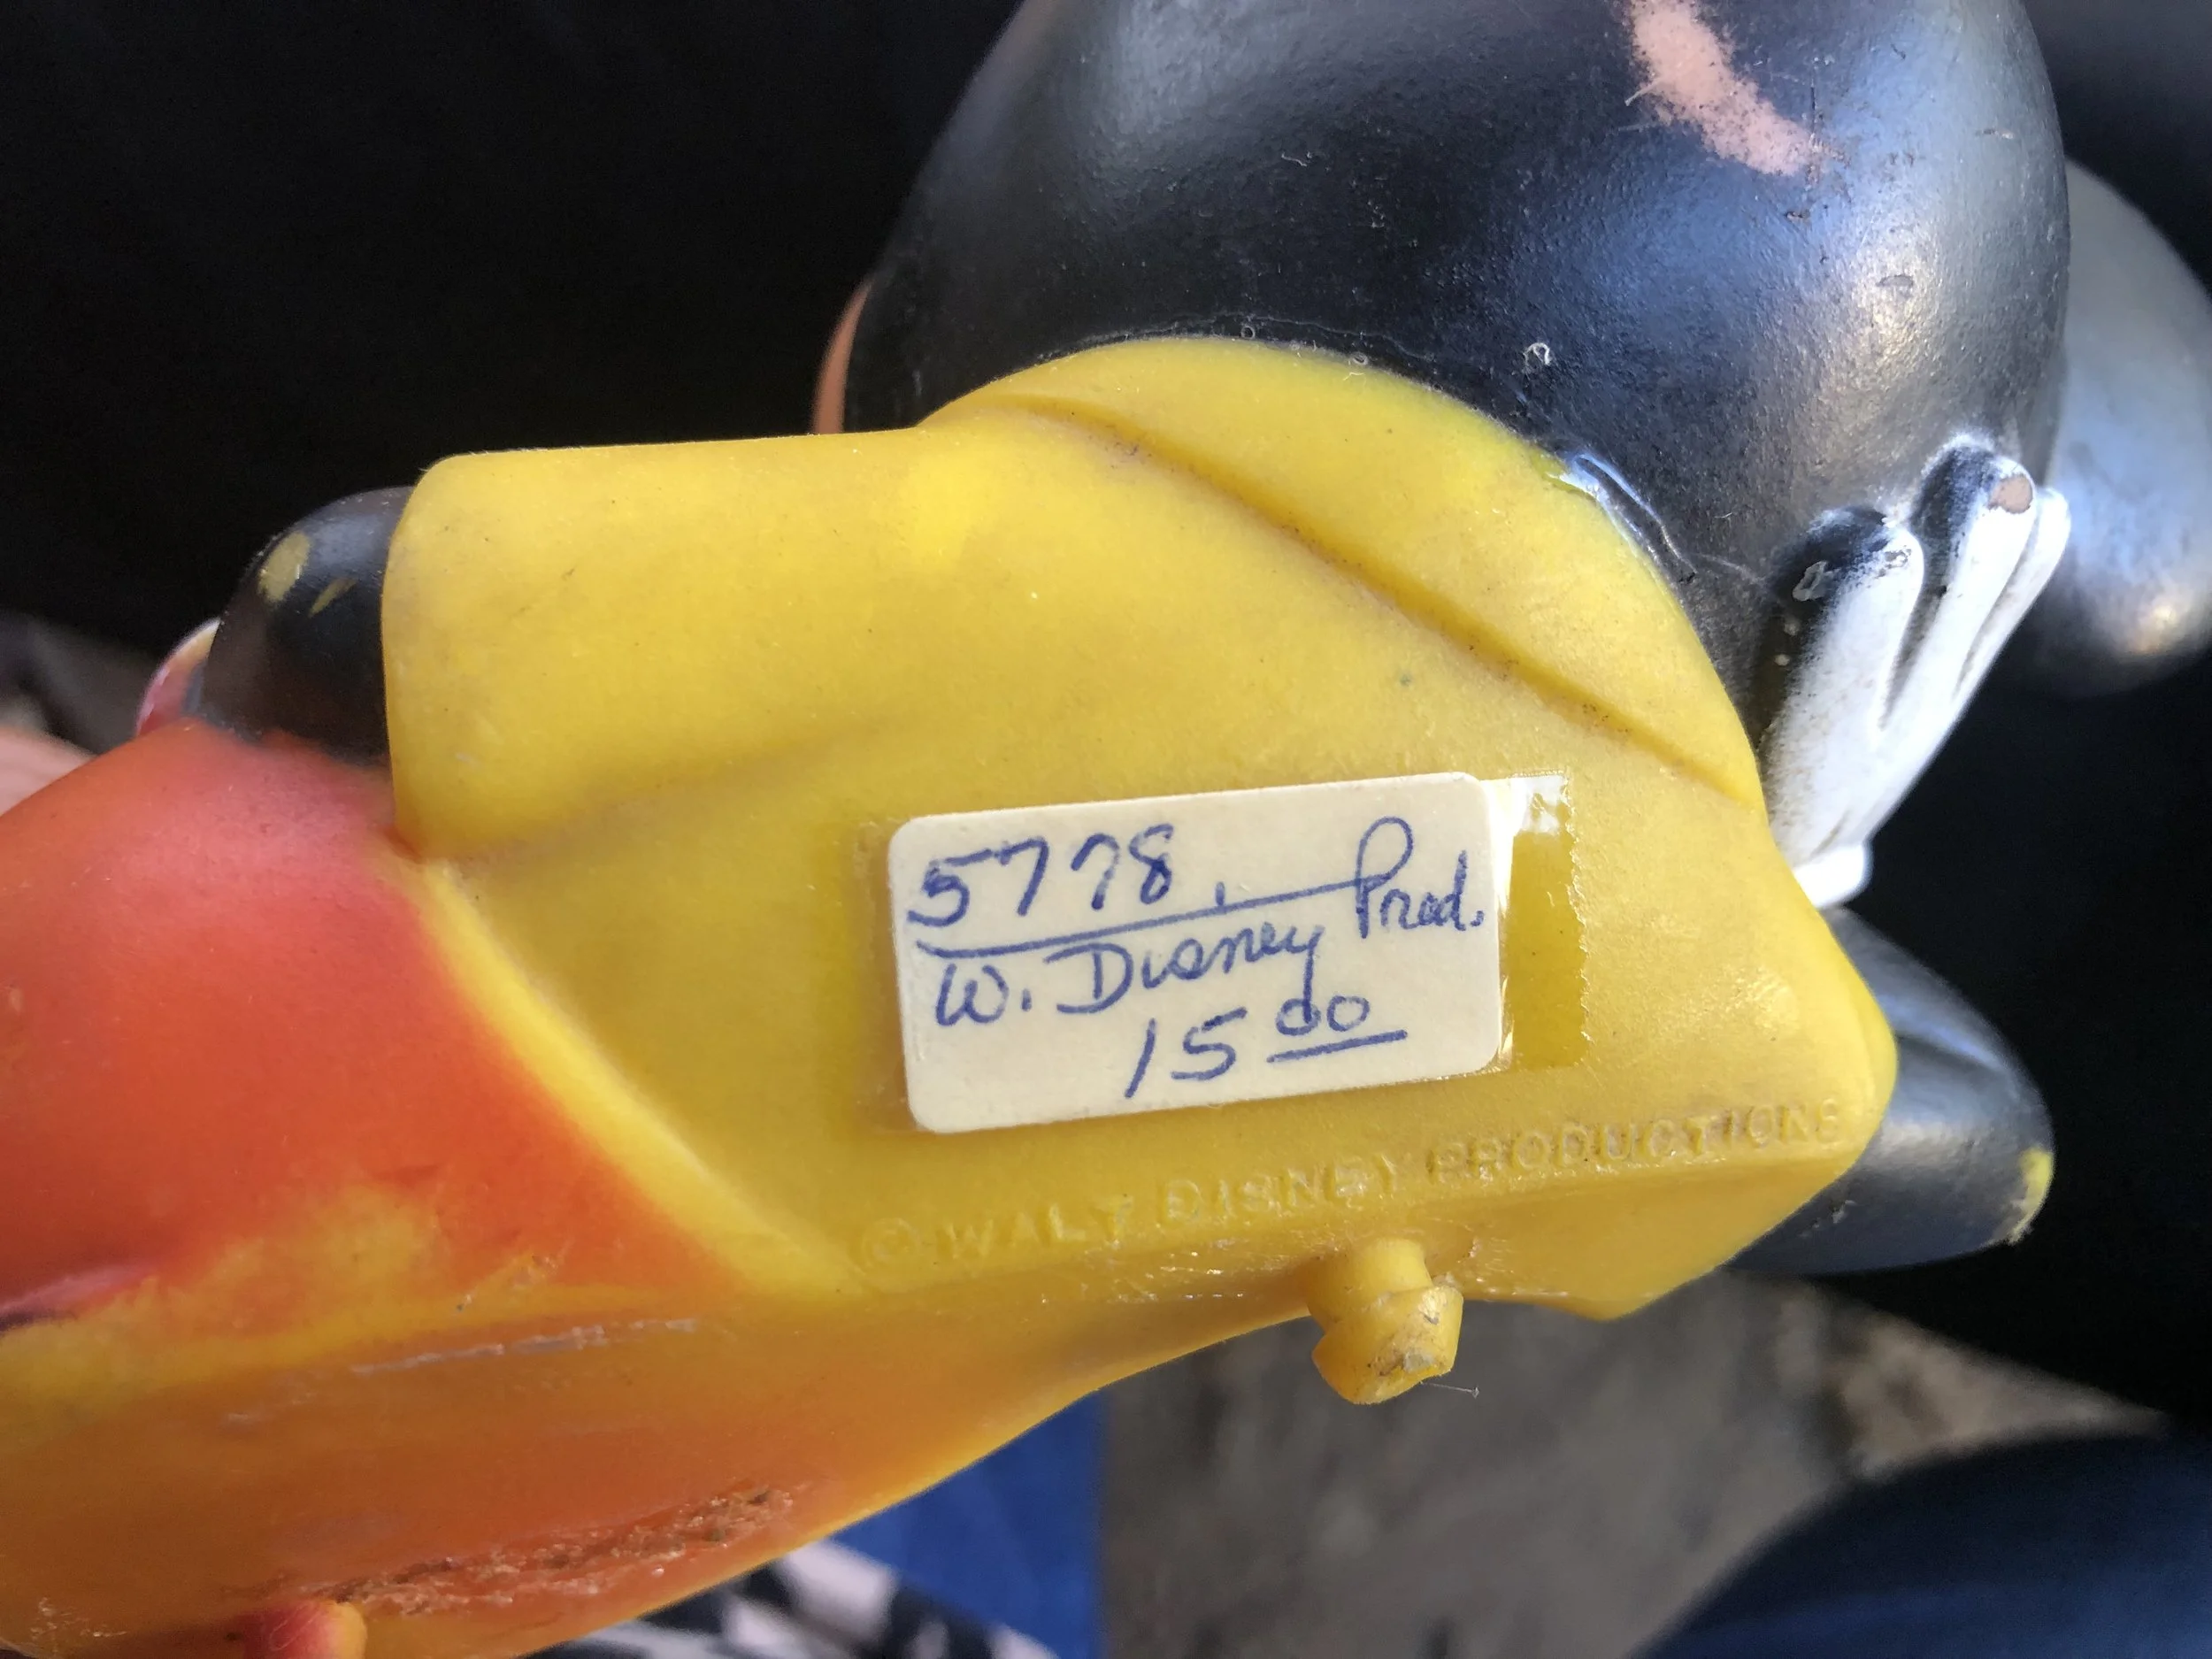 5778.
W. Disney Prod.
15 00
© WALT DISNEY PRODUCTIONS